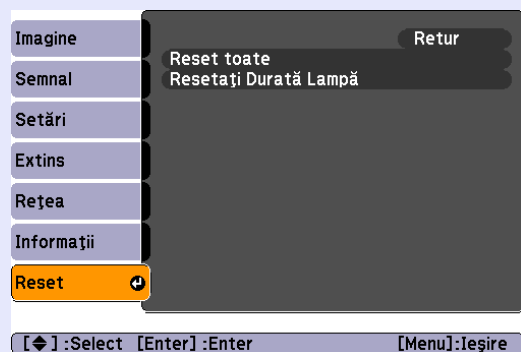 Imagine
Semnal
Setări
Extins
Reţea
Informaţii
Reset
Retur
Reset toate
Resetaţi Durată Lampă
[◆] :Select [Enter] :Enter [Menu]:Ieşire